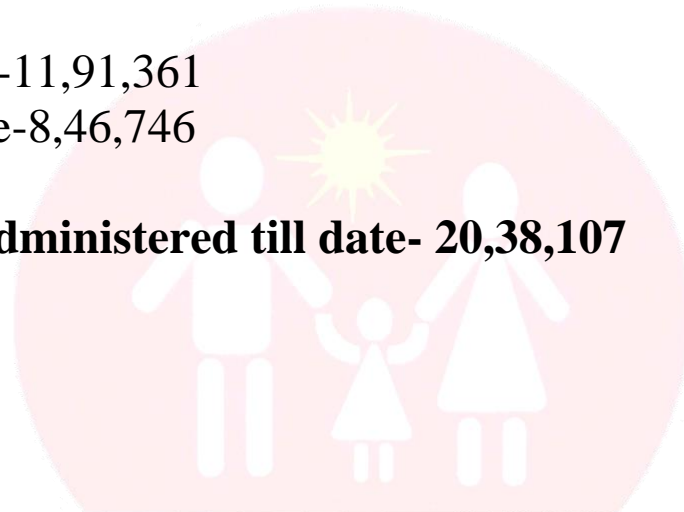 -11,91,361
e-8,46,746
dministered till date- 20,38,107